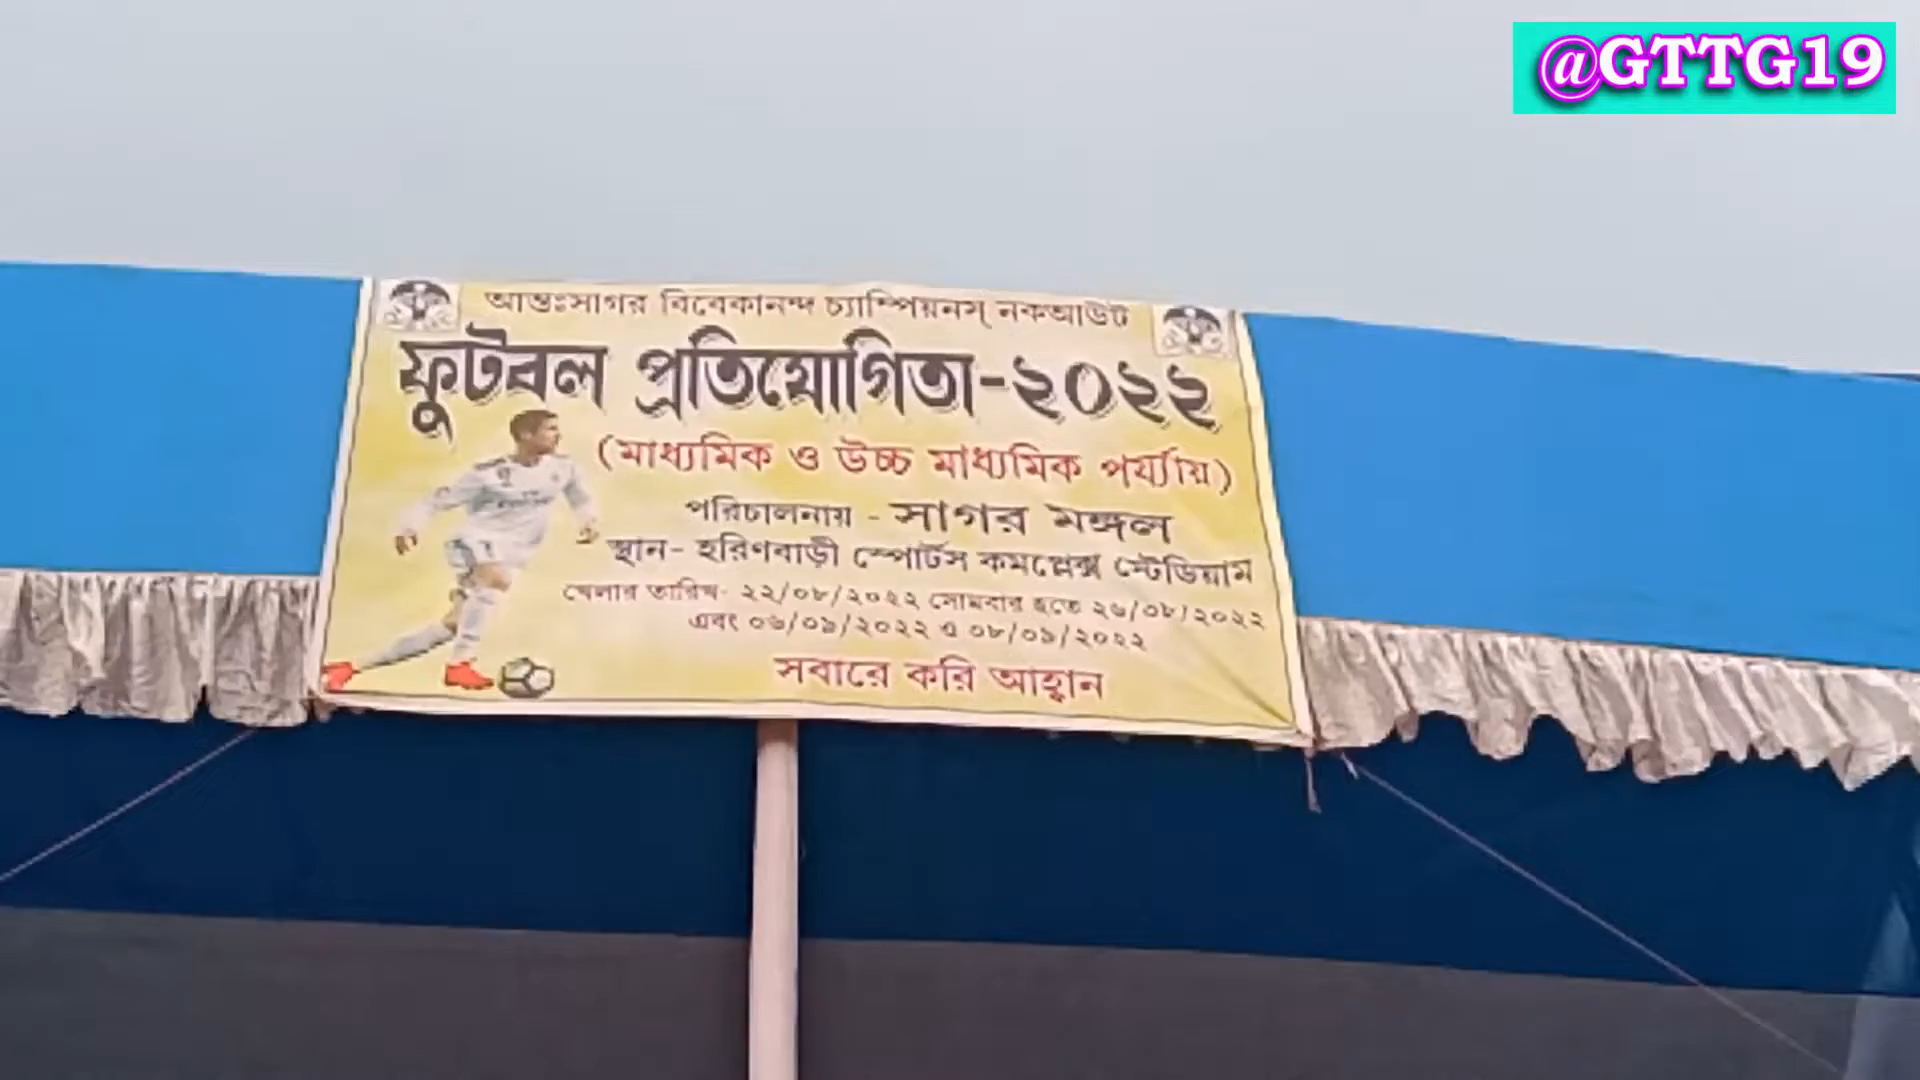 @GTTG19
আন্তঃসাগর বিবেকানন্দ চ্যাম্পিয়নস্ নকআউট
ফুটবল প্রতিযোগিতা-২০২২
(মাধ্যমিক ও উচ্চ মাধ্যমিক পর্য্যায়)
পরিচালনায় - সাগর মঙ্গল
স্থান- হরিণবাড়ী স্পোর্টস কমপ্লেক্স স্টেডিয়াম
খেলার তারিখ- ২২/০৮/২০২২ সোমবার হতে ২৬/০৮/২০২২
এবং ০৬/০৯/২০২২ ও ০৮/০৯/২০২২
সবারে করি আহ্বান